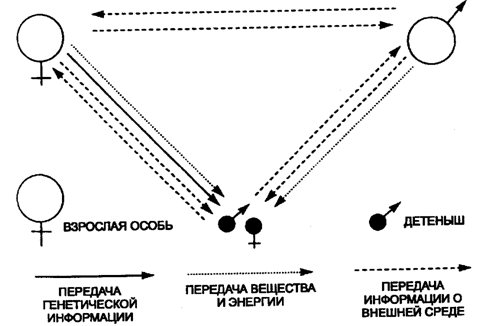 ВЗРОСЛАЯ ОСОБЬ
ДЕТЕНЫШ
ПЕРЕДАЧА
ГЕНЕТИЧЕСКОЙ
ИНФОРМАЦИИ
ПЕРЕДАЧА ВЕЩЕСТВА
И ЭНЕРГИИ
ПЕРЕДАЧА
ИНФОРМАЦИИ О
ВНЕШНЕЙ СРЕДЕ